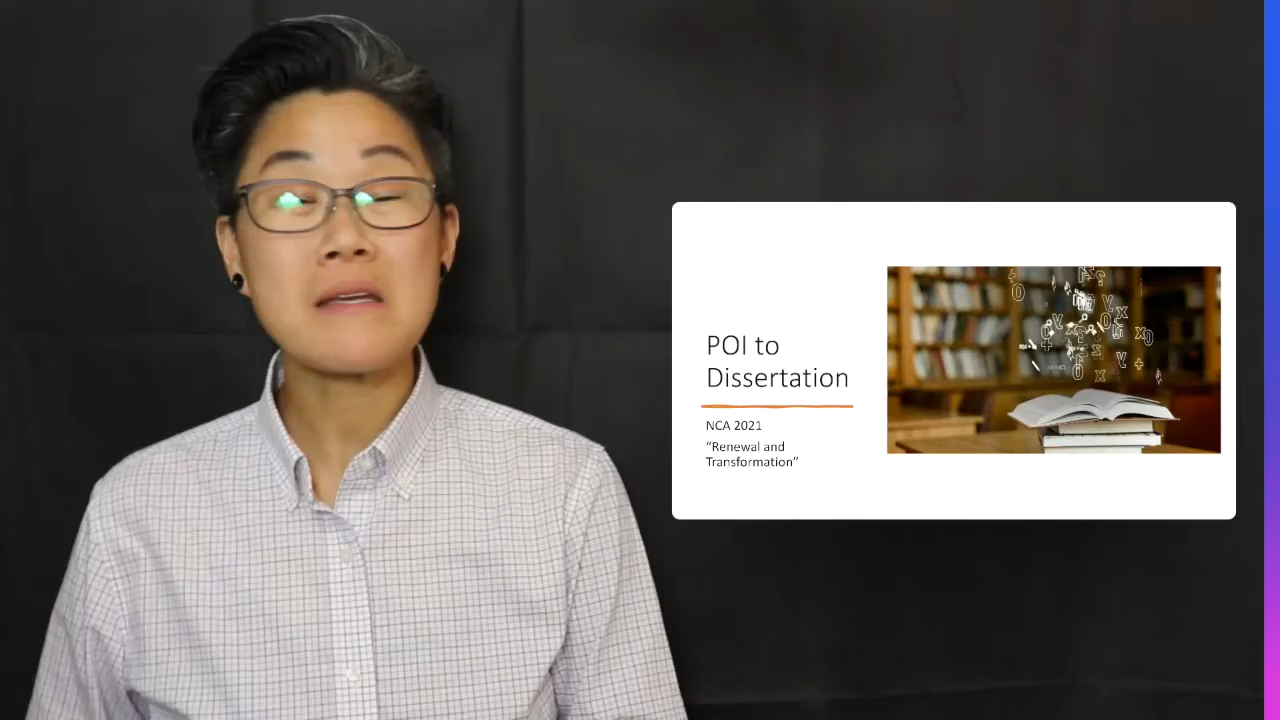 POI to
Dissertation
NCA 2021
“Renewal and
Transformation”